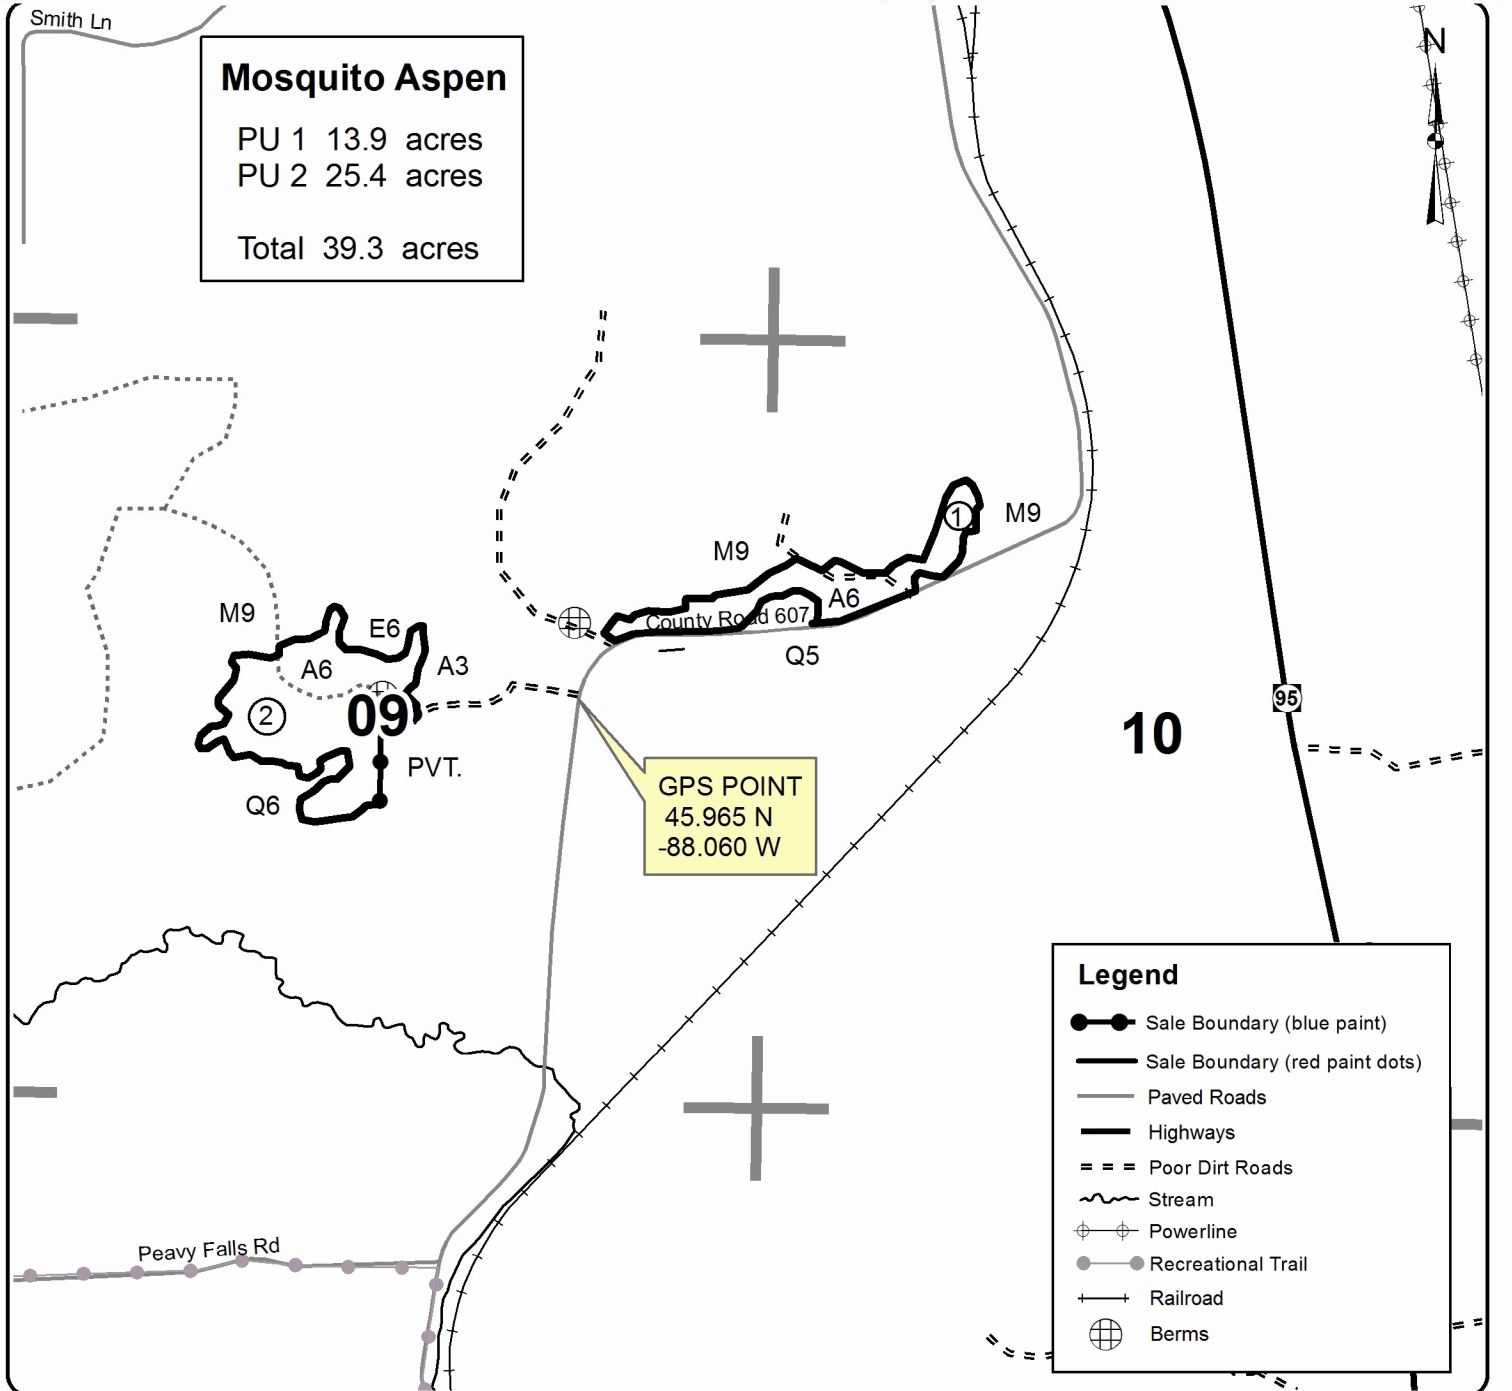 Smith Ln
N
Mosquito Aspen
PU 1 13.9 acres
PU 2 25.4 acres
Total 39.3 acres
1
M9
M9
A6
County Road 607
Q5
M9
E6
A6
A3
2
09
PVT.
Q6
95
10
GPS POINT
45.965 N
-88.060 W
Legend
Sale Boundary (blue paint)
Sale Boundary (red paint dots)
Paved Roads
Highways
Poor Dirt Roads
Stream
Powerline
Recreational Trail
Railroad
Berms
Peavy Falls Rd